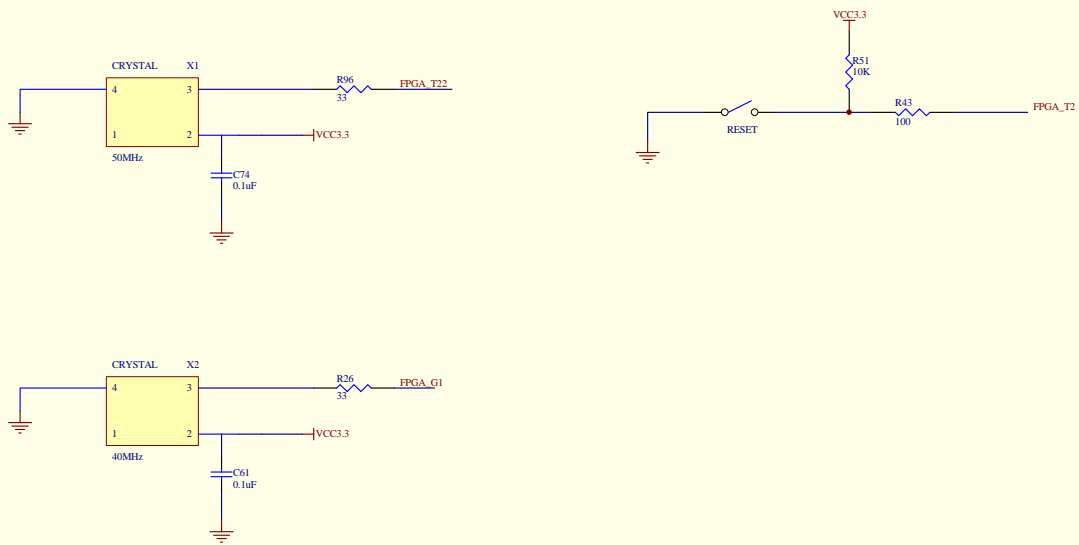 VCC3.3
CRYSTAL X1
4 3
R96
33
FPGA_T22
1 2
VCC3.3
50MHz
C74
0.1uF
R51
10K
R43
100
FPGA_T2
RESET
CRYSTAL X2
4 3
R26
33
FPGA_G1
1 2
VCC3.3
40MHz
C61
0.1uF